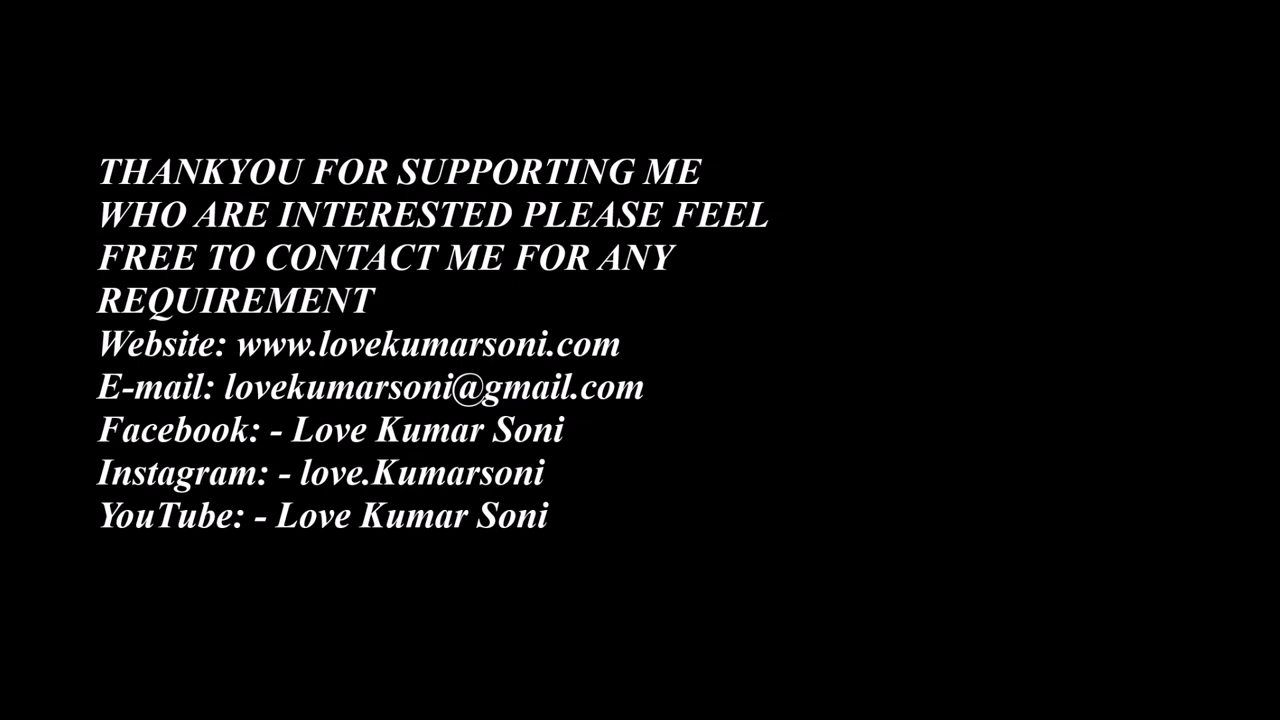 THANKYOU FOR SUPPORTING ME
WHO ARE INTERESTED PLEASE FEEL
FREE TO CONTACT ME FOR ANY
REQUIREMENT
Website: www.lovekumarsoni.com
E-mail: lovekumarsoni@gmail.com
Facebook: - Love Kumar Soni
Instagram: - love.Kumarsoni
YouTube: - Love Kumar Soni